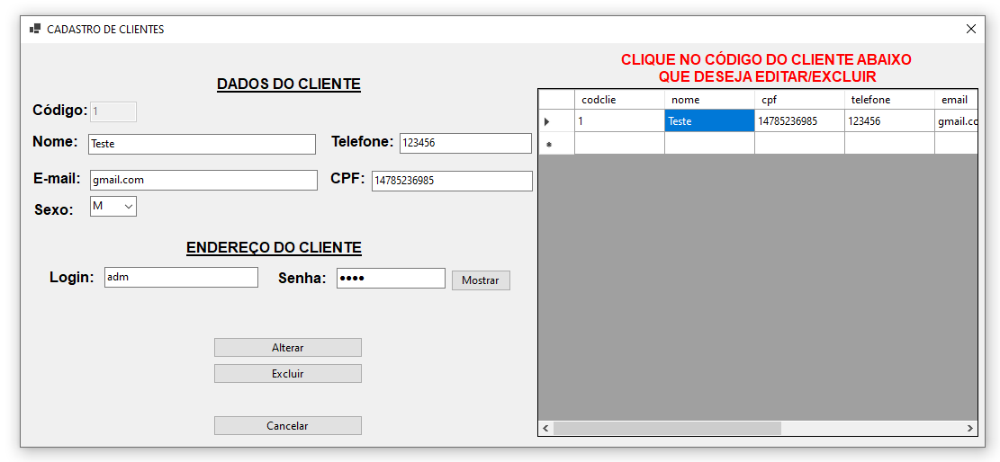 CADASTRO DE CLIENTES
DADOS DO CLIENTE
Código: 1
Nome: Teste Telefone: 123456
E-mail: gmail.com CPF: 14785236985
Sexo: M
ENDEREÇO DO CLIENTE
Login: adm Senha: •••• Mostrar
Alterar
Excluir
Cancelar
CLIQUE NO CÓDIGO DO CLIENTE ABAIXO
QUE DESEJA EDITAR/EXCLUIR
codclie nome cpf telefone email
1 Teste 14785236985 123456 gmail.cc